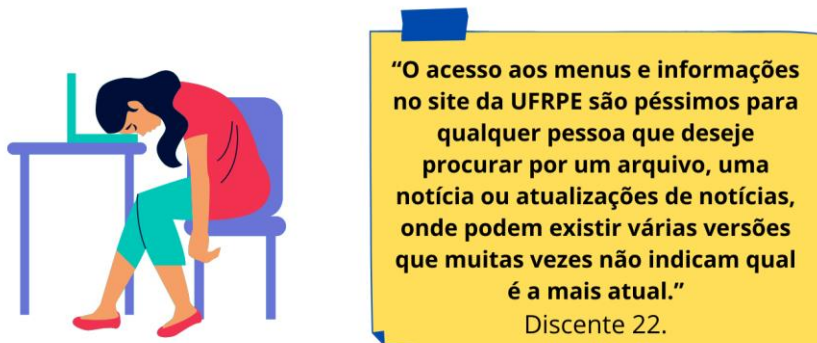 “O acesso aos menus e informações
no site da UFRPE são péssimos para
qualquer pessoa que deseje
procurar por um arquivo, uma
notícia ou atualizações de notícias,
onde podem existir várias versões
que muitas vezes não indicam qual
é a mais atual.”
Discente 22.